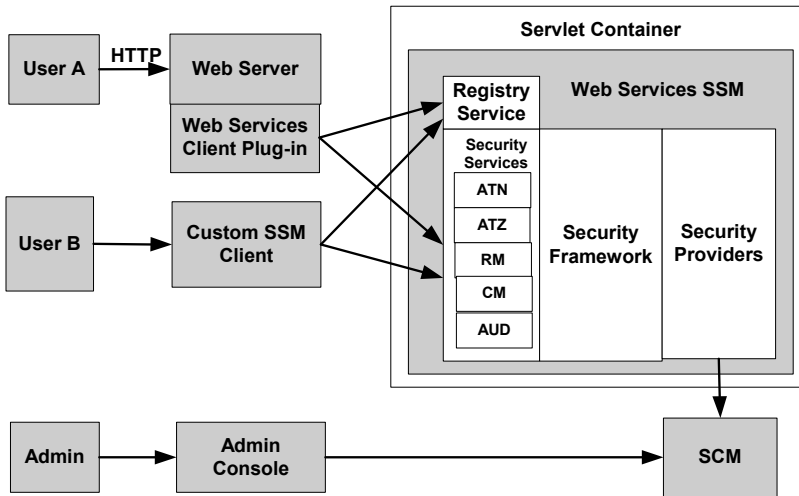 Servlet Container
User A
HTTP
Web Server
Web Services
Client Plug-in
Registry
Service
Web Services SSM
Security
Services
ATN
ATZ
RM
CM
AUD
Security
Framework
Security
Providers
User B
Custom SSM
Client
Admin
Admin
Console
SCM